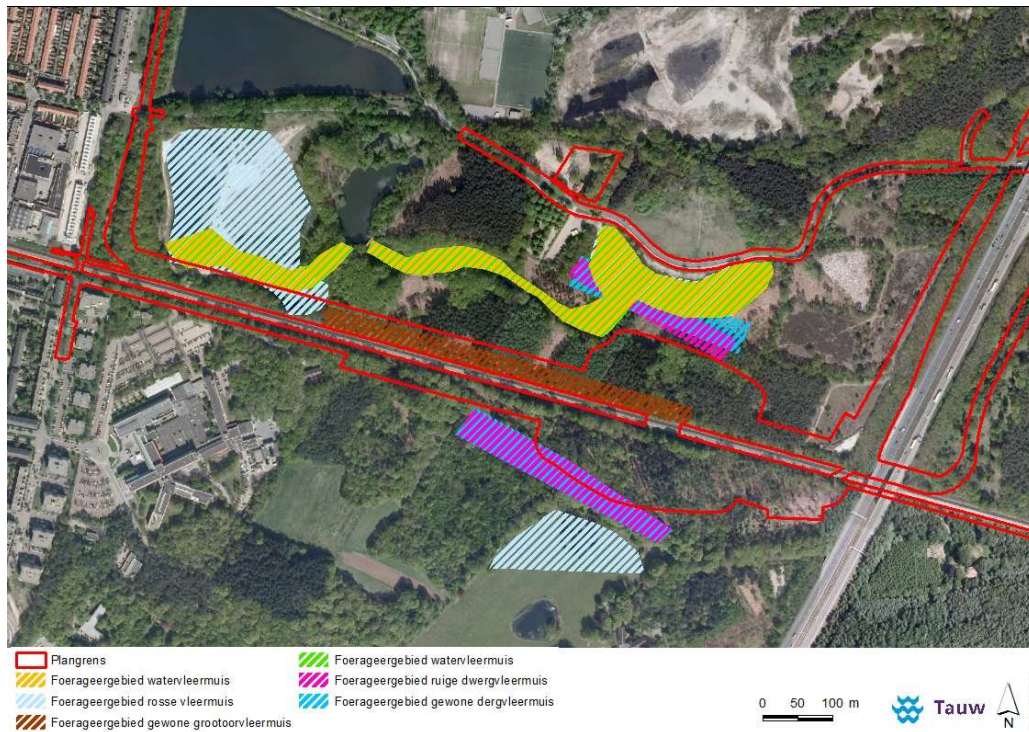 Plangrens
Foerageergebied watervleermuis
Foerageergebied rosse vleermuis
Foerageergebied gewone grootoorvleermuis
Foerageergebied watervleermuis
Foerageergebied ruige dwergvleermuis
Foerageergebied gewone dergvleermuis
0 50 100 m
Tauw
N